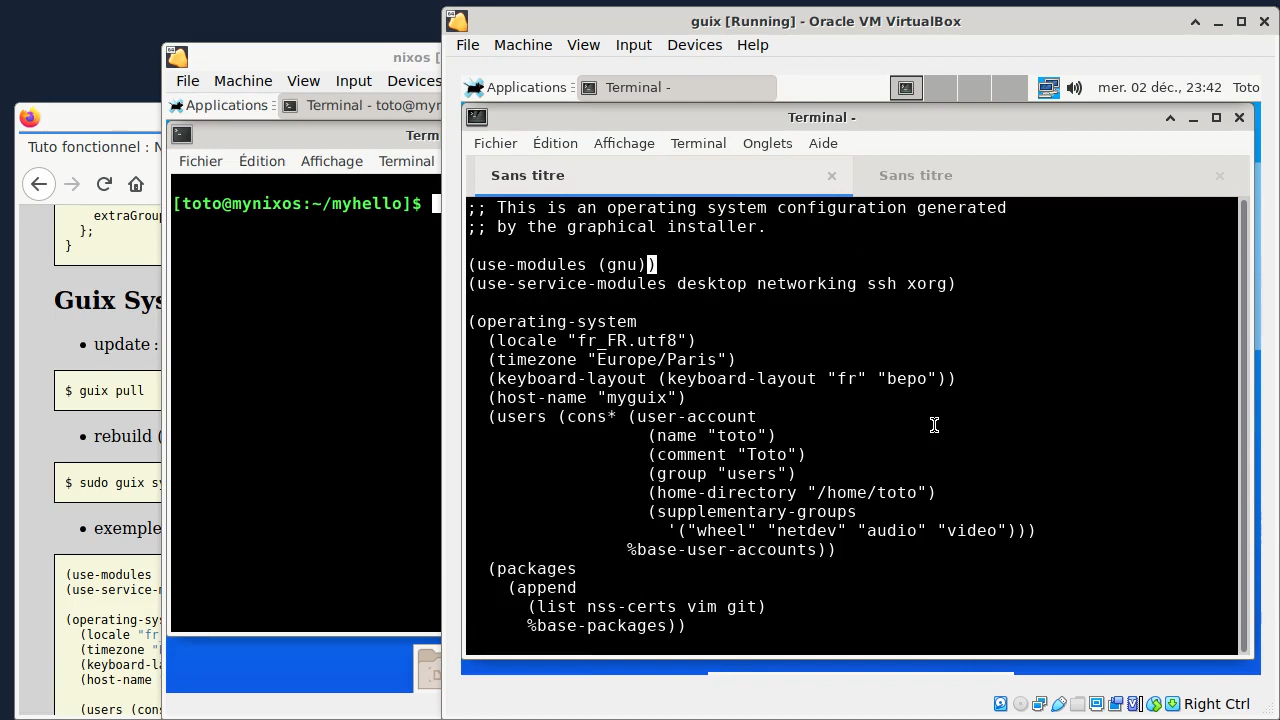 Tuto fonctionnel : N
extraGroup
};
}
Guix Sys
update :
$ guix pull
rebuild (
$ sudo guix sy
exemple
(use-modules
(use-service-m
(operating-sys
(locale "fr_
(timezone "E
(keyboard-la
(host-name
(users (cons
nixos [
File Machine View Input Devices
Applications Terminal - toto@myn
Term
Fichier Édition Affichage Terminal
[toto@mynixos:~/myhello]$
guix [Running] - Oracle VM VirtualBox
File Machine View Input Devices Help
Applications Terminal - mer. 02 déc., 23:42 Toto
Terminal -
Fichier Édition Affichage Terminal Onglets Aide
Sans titre Sans titre
;; This is an operating system configuration generated
;; by the graphical installer.
(use-modules (gnu))
(use-service-modules desktop networking ssh xorg)
(operating-system
(locale "fr_FR.utf8")
(timezone "Europe/Paris")
(keyboard-layout (keyboard-layout "fr" "bepo"))
(host-name "myguix")
(users (cons* (user-account
(name "toto")
(comment "Toto")
(group "users")
(home-directory "/home/toto")
(supplementary-groups
'("wheel" "netdev" "audio" "video")))
%base-user-accounts))
(packages
(append
(list nss-certs vim git)
%base-packages))
Right Ctrl